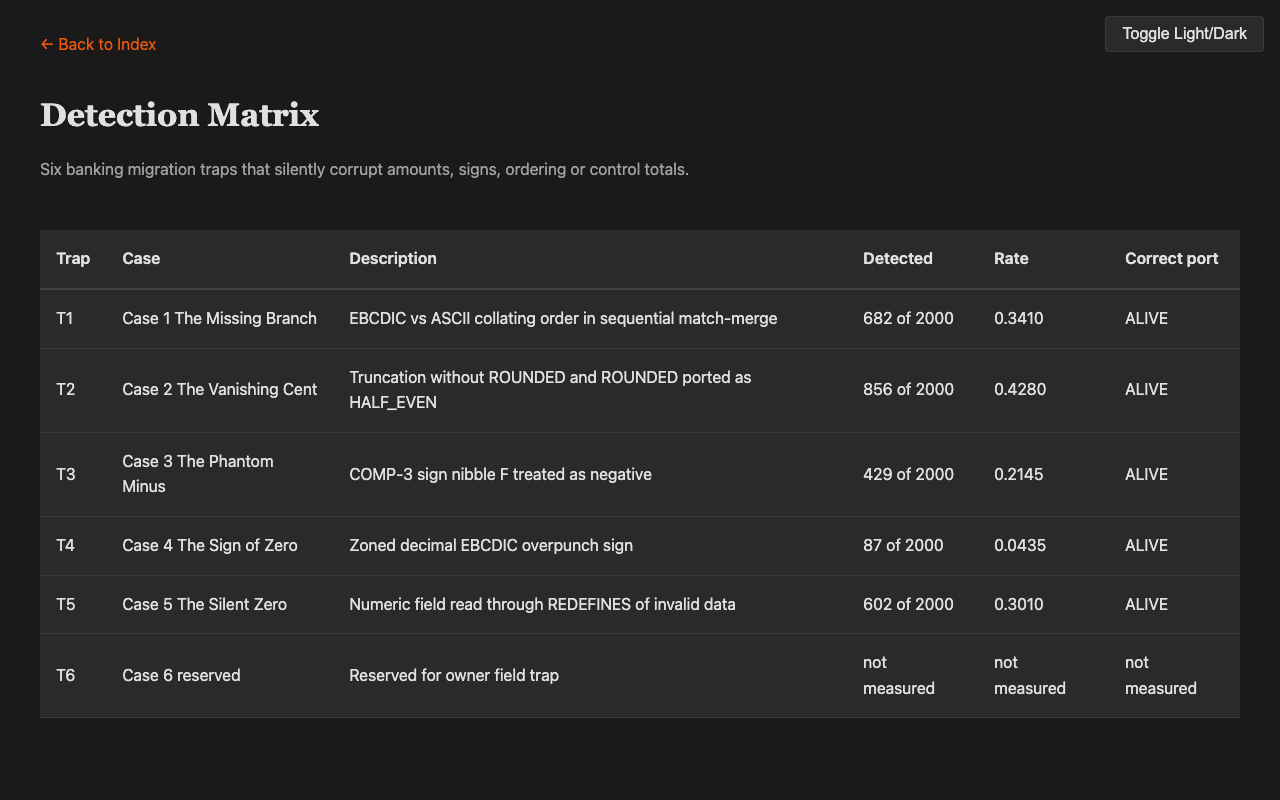 ← Back to Index
Toggle Light/Dark
Detection Matrix
Six banking migration traps that silently corrupt amounts, signs, ordering or control totals.
Trap Case Description Detected Rate Correct port
T1 Case 1 The Missing Branch EBCDIC vs ASCII collating order in sequential match-merge 682 of 2000 0.3410 ALIVE
T2 Case 2 The Vanishing Cent Truncation without ROUNDED and ROUNDED ported as
HALF_EVEN 856 of 2000 0.4280 ALIVE
T3 Case 3 The Phantom
Minus COMP-3 sign nibble F treated as negative 429 of 2000 0.2145 ALIVE
T4 Case 4 The Sign of Zero Zoned decimal EBCDIC overpunch sign 87 of 2000 0.0435 ALIVE
T5 Case 5 The Silent Zero Numeric field read through REDEFINES of invalid data 602 of 2000 0.3010 ALIVE
T6 Case 6 reserved Reserved for owner field trap not
measured not
measured not
measured